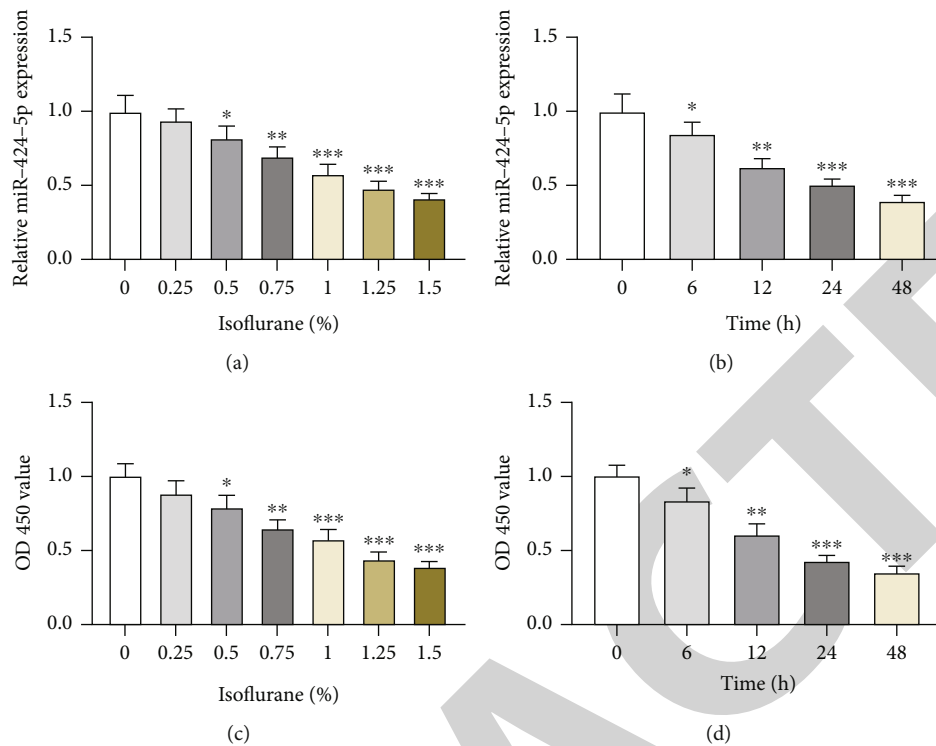 Relative miR–424–5p expression
1.5
1.0
0.5
0.0
* ** *** *** ***
0 0.25 0.5 0.75 1 1.25 1.5
Isoflurane (%)
(a)
Relative miR–424–5p expression
1.5
1.0
0.5
0.0
* ** *** ***
0 6 12 24 48
Time (h)
(b)
OD 450 value
1.5
1.0
0.5
0.0
* ** *** *** ***
0 0.25 0.5 0.75 1 1.25 1.5
Isoflurane (%)
(c)
OD 450 value
1.5
1.0
0.5
0.0
* ** *** ***
0 6 12 24 48
Time (h)
(d)